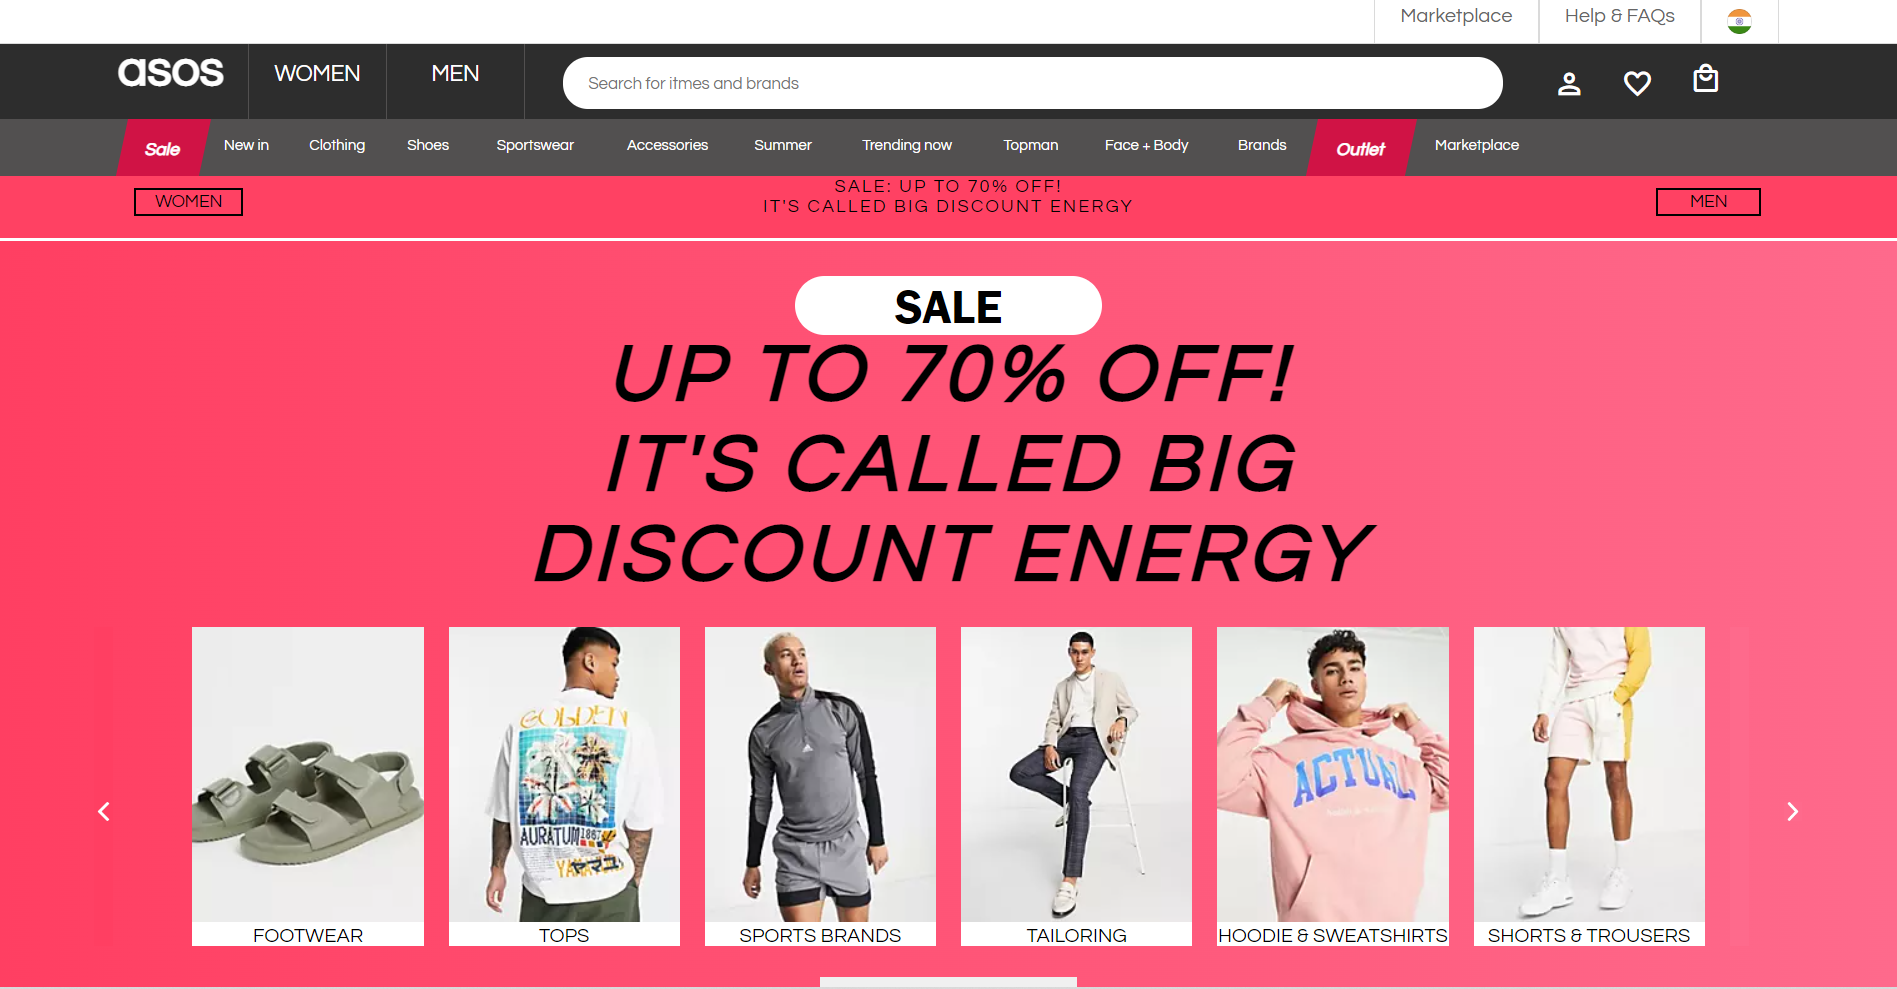 Marketplace
Help & FAQs
asos
WOMEN
MEN
Search for itmes and brands
Sale
New in
Clothing
Shoes
Sportswear
Accessories
Summer
Trending now
Topman
Face + Body
Brands
Outlet
Marketplace
WOMEN
SALE: UP TO 70% OFF!
IT'S CALLED BIG DISCOUNT ENERGY
MEN
SALE
UP TO 70% OFF!
IT'S CALLED BIG
DISCOUNT ENERGY
GOLDEN
AURATUM 1867
ACTUAL
FOOTWEAR
TOPS
SPORTS BRANDS
TAILORING
HOODIE & SWEATSHIRTS
SHORTS & TROUSERS